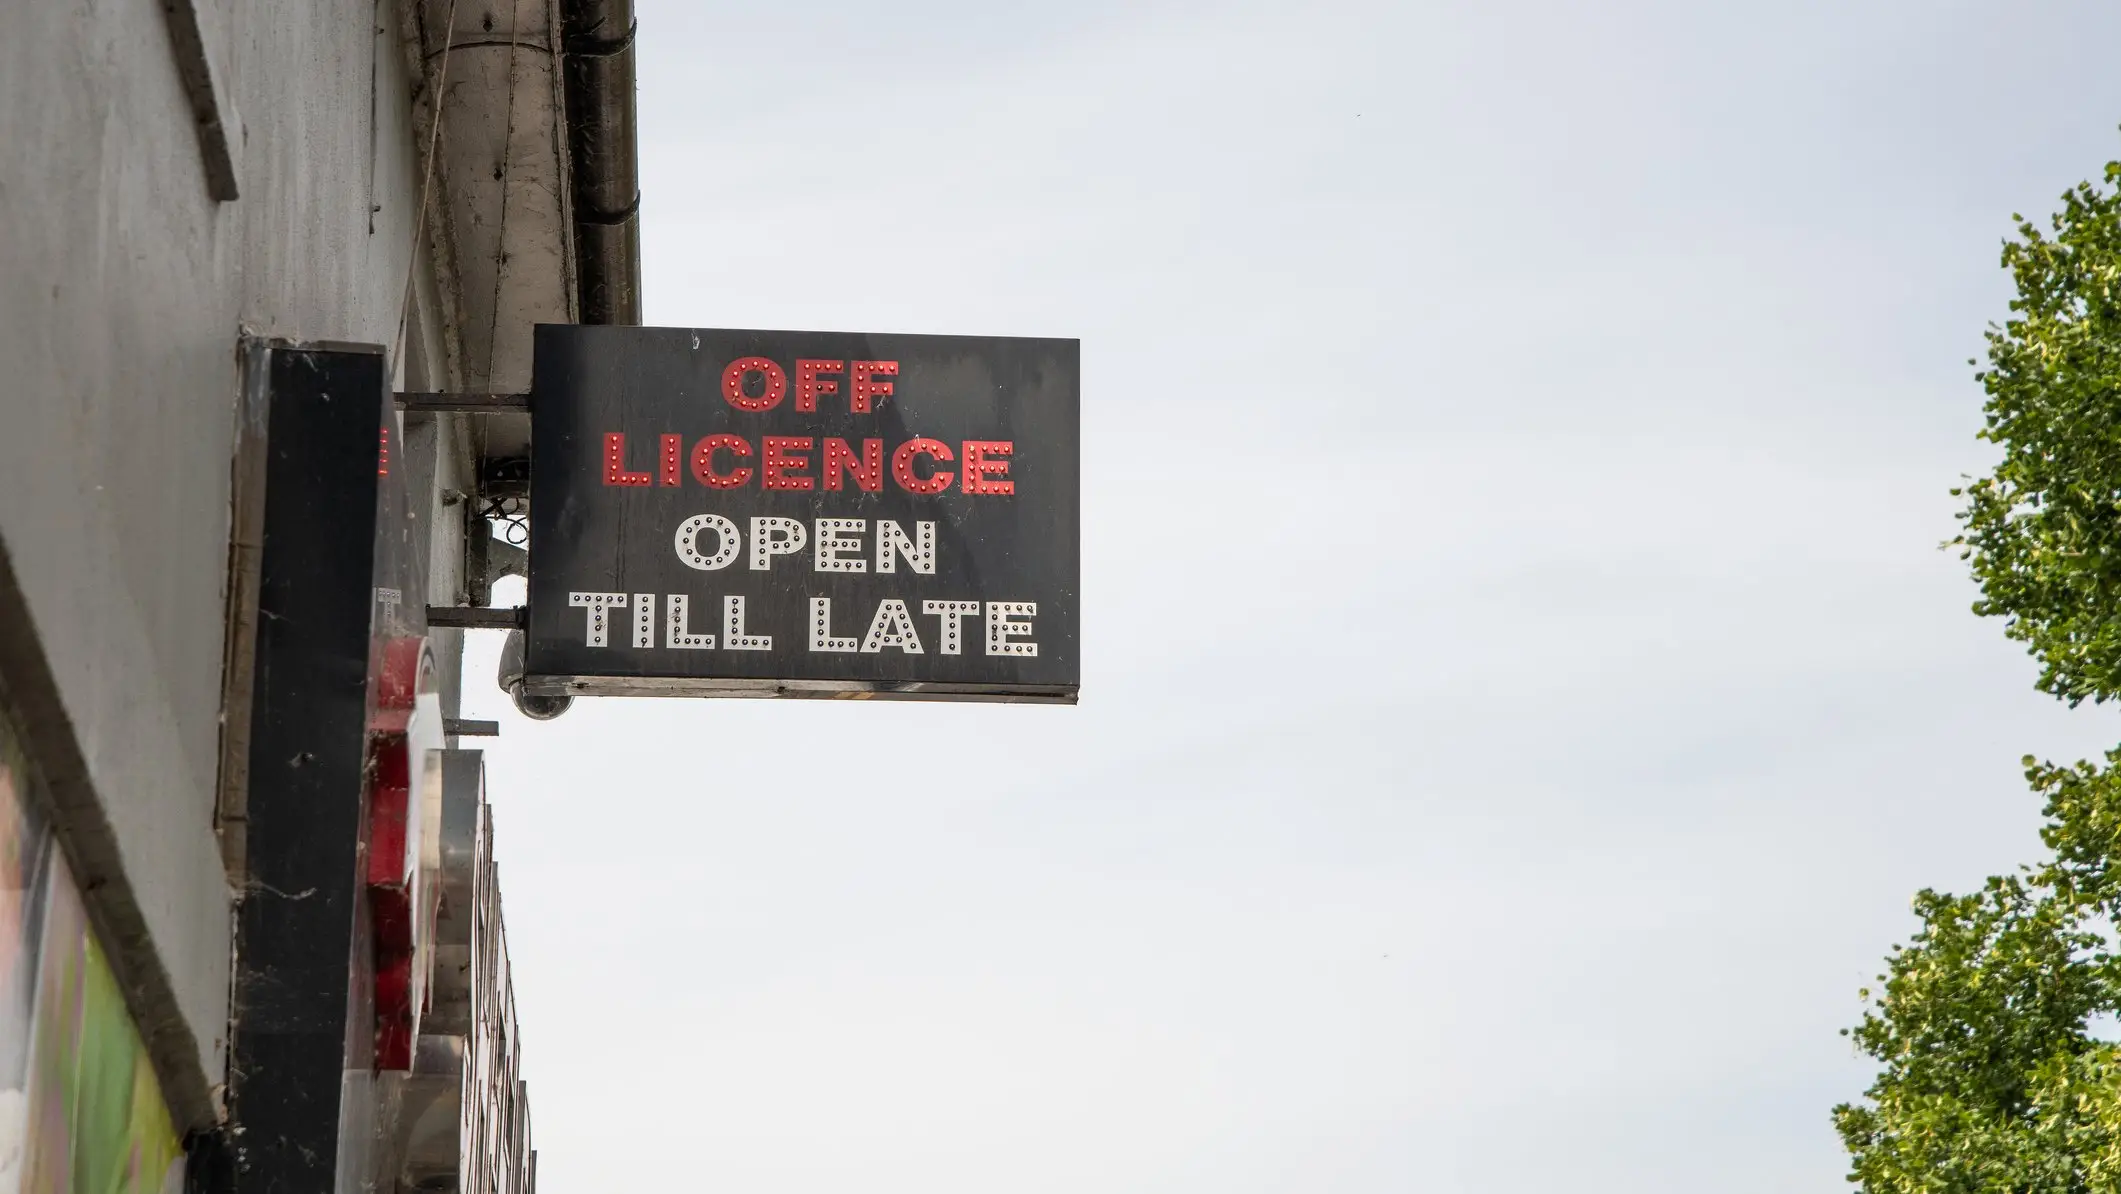 OFF
LICENCE
OPEN
TILL LATE